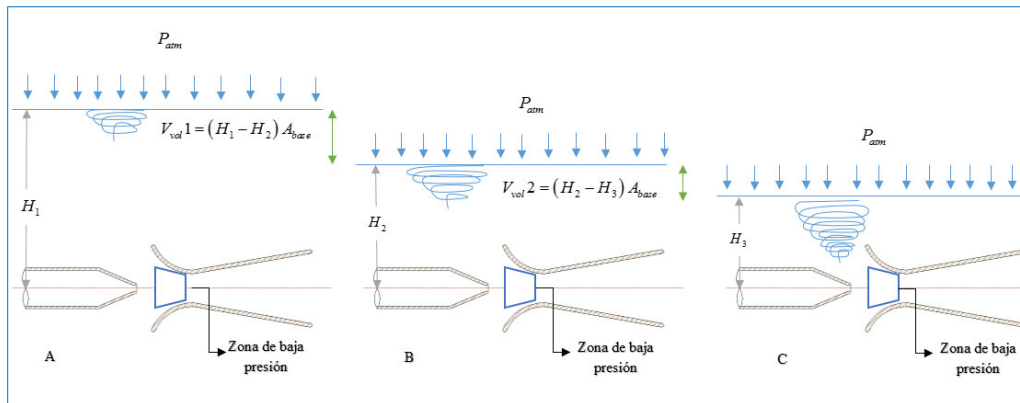 P_atm
V_vol 1 = (H_1 − H_2) A_base
H_1
A
Zona de baja
presión
P_atm
V_vol 2 = (H_2 − H_3) A_base
H_2
B
Zona de baja
presión
P_atm
H_3
C
Zona de baja
presión